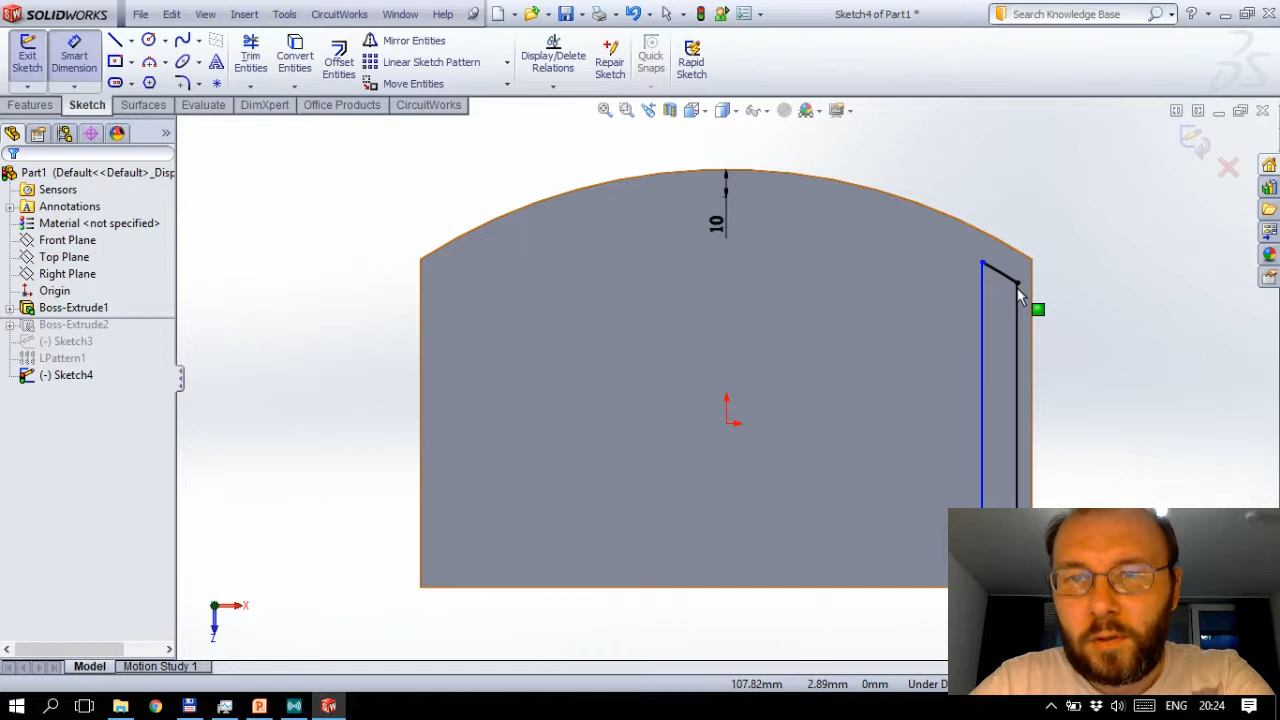 SOLIDWORKS File Edit View Insert Tools CircuitWorks Window Help Sketch4 of Part1 * Search Knowledge Base
Exit Sketch
Smart Dimension
Trim Entities
Convert Entities
Offset Entities
Mirror Entities
Linear Sketch Pattern
Move Entities
Display/Delete Relations
Repair Sketch
Quick Snaps
Rapid Sketch
Features Sketch Surfaces Evaluate DimXpert Office Products CircuitWorks
Part1 (Default<<Default>_Disp
Sensors
Annotations
Material <not specified>
Front Plane
Top Plane
Right Plane
Origin
Boss-Extrude1
Boss-Extrude2
(-) Sketch3
LPattern1
(-) Sketch4
10
X
Z
Model Motion Study 1
107.82mm 2.89mm 0mm Under D
ENG 20:24